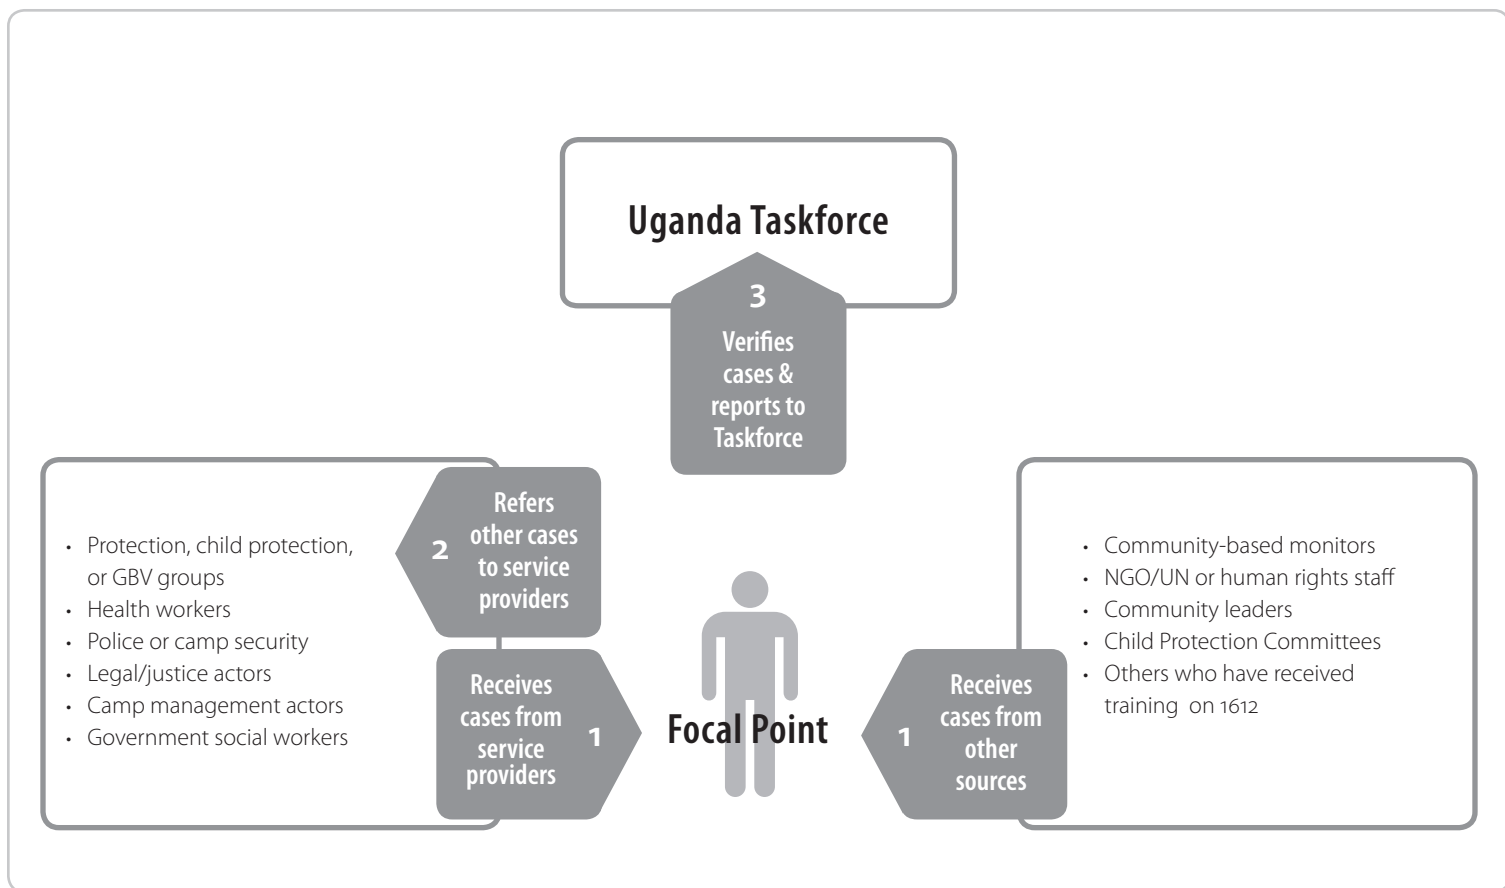 Uganda Taskforce
3
Verifies
cases &
reports to
Taskforce
• Protection, child protection,
or GBV groups
• Health workers
• Police or camp security
• Legal/justice actors
• Camp management actors
• Government social workers
2
Refers
other cases
to service
providers
Receives
cases from
service
providers
1
Focal Point
1
Receives
cases from
other
sources
• Community-based monitors
• NGO/UN or human rights staff
• Community leaders
• Child Protection Committees
• Others who have received
training on 1612